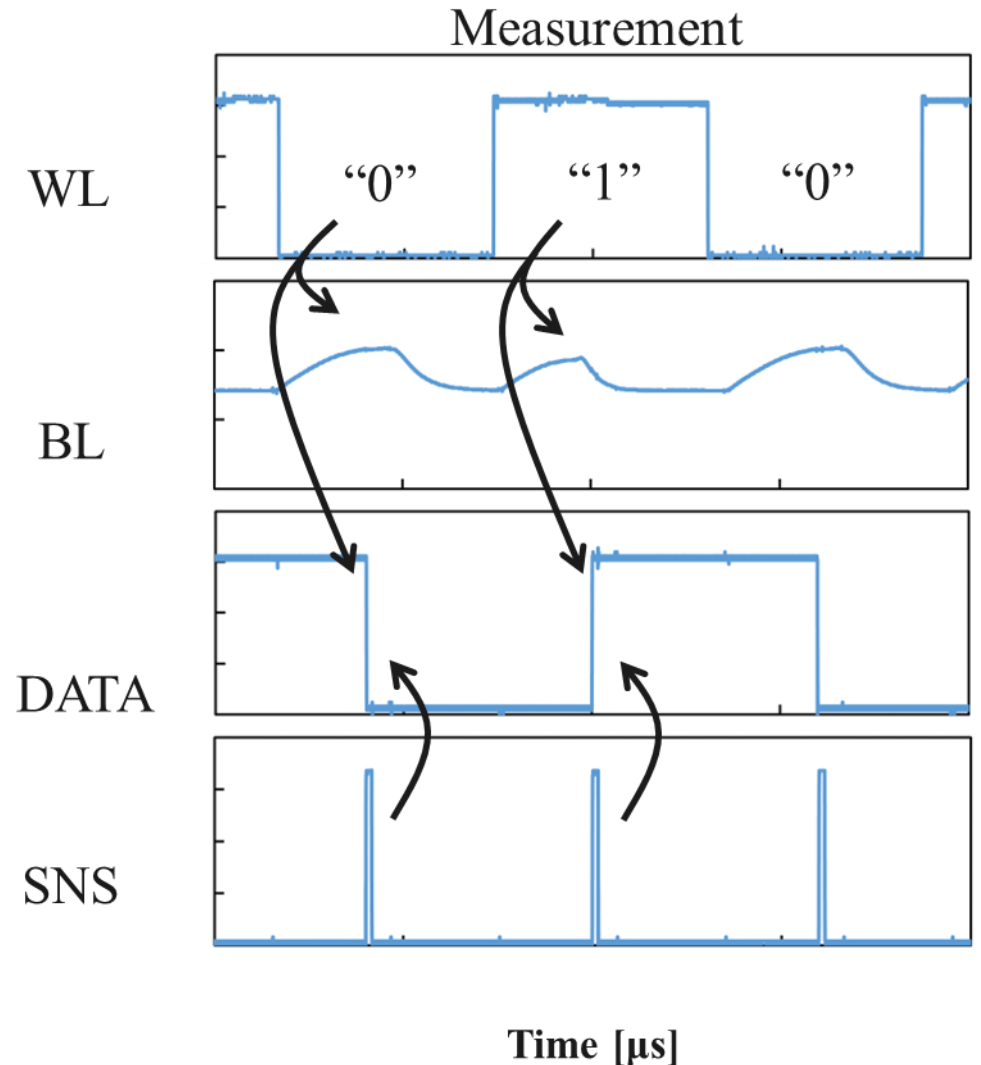 Measurement
WL
“0”
“1”
“0”
BL
DATA
SNS
Time [μs]